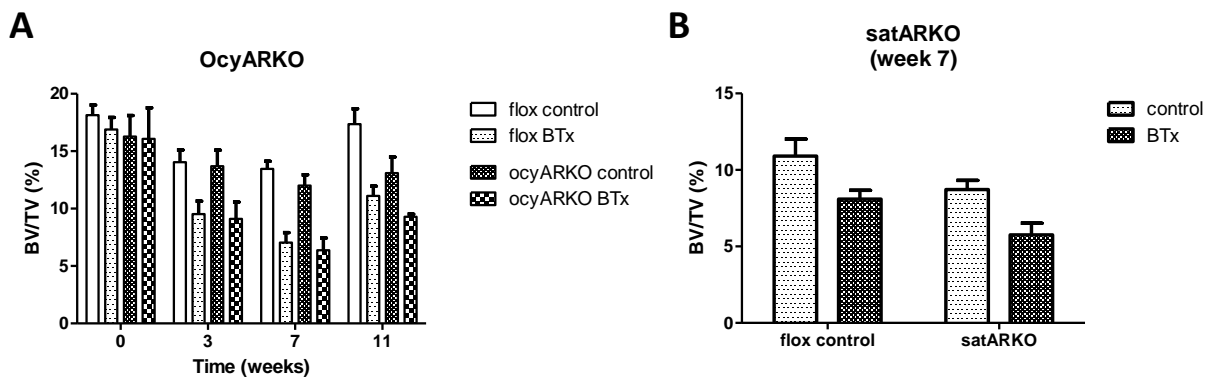 A
OcyARKO
BV/TV (%)
20
15
10
5
0
0 3 7 11
Time (weeks)
flox control
flox BTx
ocyARKO control
ocyARKO BTx
B
satARKO
(week 7)
BV/TV (%)
15
10
5
0
flox control satARKO
control
BTx